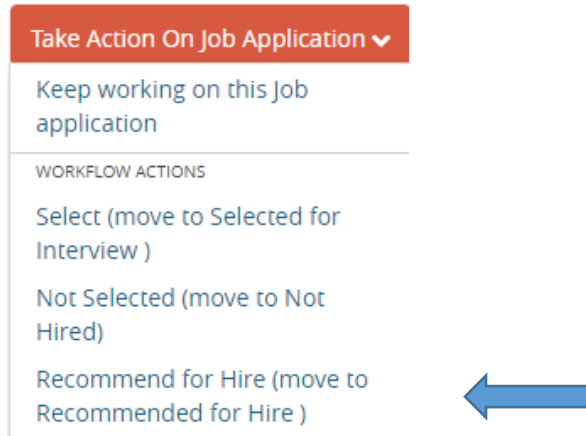 Take Action On Job Application
Keep working on this Job
application
WORKFLOW ACTIONS
Select (move to Selected for
Interview )
Not Selected (move to Not
Hired)
Recommend for Hire (move to
Recommended for Hire )